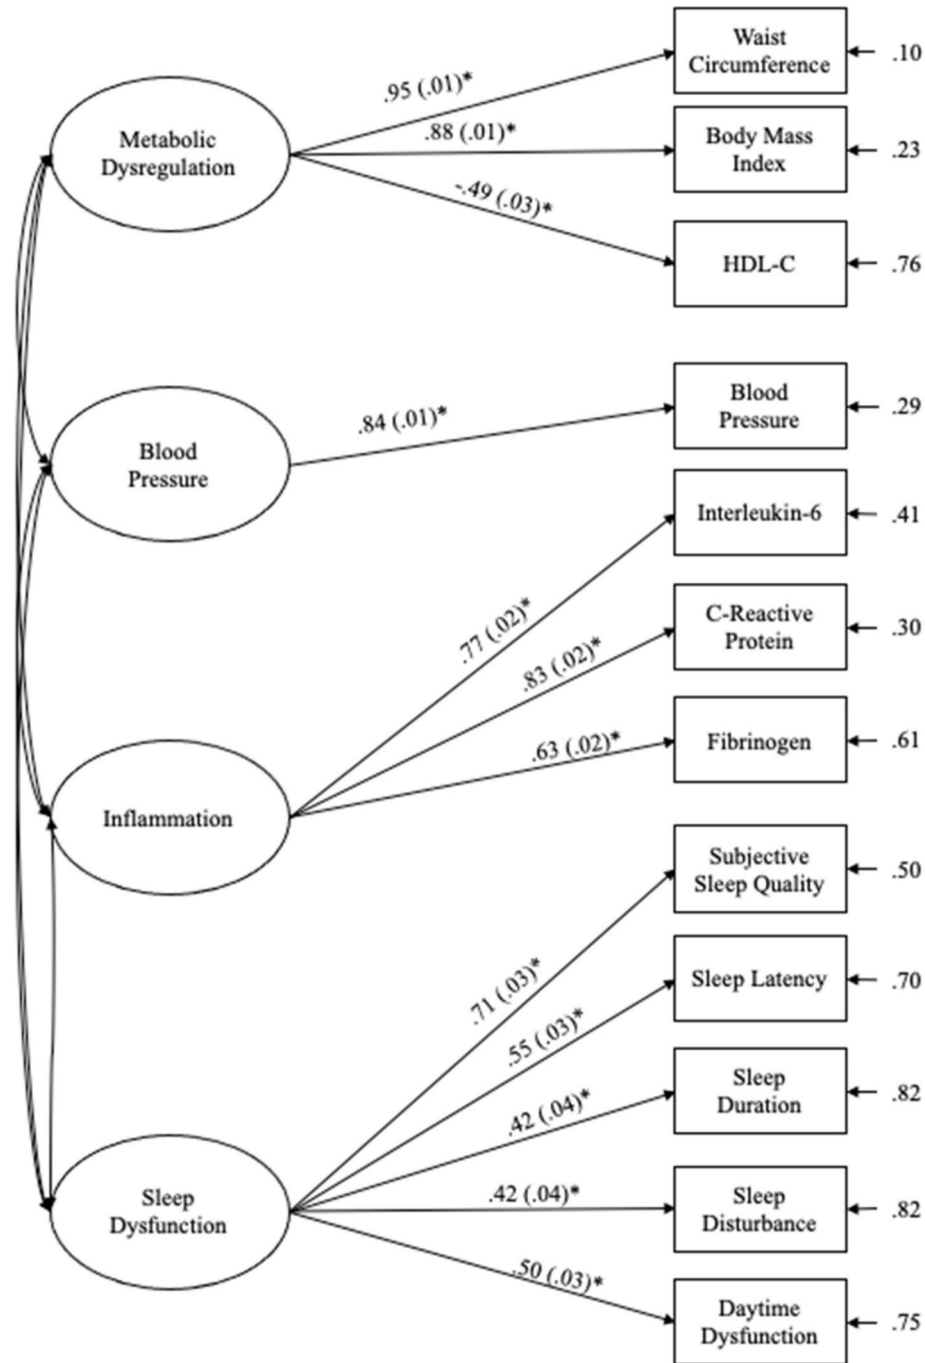 Waist
Circumference
.10
.95 (.01)*
Metabolic
Dysregulation
.88 (.01)*
Body Mass
Index
.23
-.49 (.03)*
HDL-C
.76
Blood
Pressure
.84 (.01)*
Blood
Pressure
.29
Interleukin-6
.41
.77 (.02)*
C-Reactive
Protein
.30
.83 (.02)*
Fibrinogen
.61
.63 (.02)*
Inflammation
Subjective
Sleep Quality
.50
.71 (.03)*
Sleep Latency
.70
.55 (.03)*
Sleep
Duration
.82
.42 (.04)*
Sleep
Dysfunction
.42 (.04)*
Sleep
Disturbance
.82
.50 (.03)*
Daytime
Dysfunction
.75